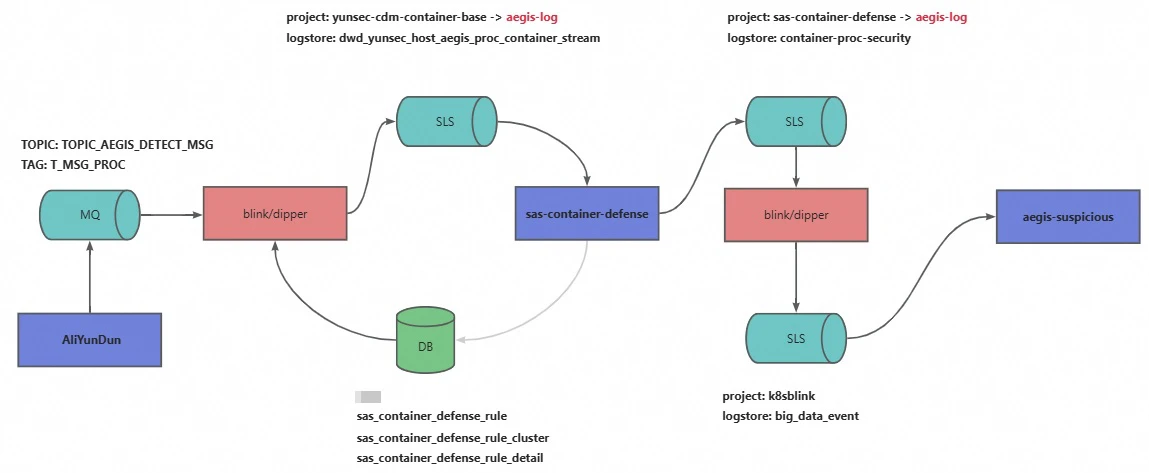 project: yunsec-cdm-container-base -> aegis-log
logstore: dwd_yunsec_host_aegis_proc_container_stream
project: sas-container-defense -> aegis-log
logstore: container-proc-security
SLS
SLS
TOPIC: TOPIC_AEGIS_DETECT_MSG
TAG: T_MSG_PROC
MQ
blink/dipper
sas-container-defense
blink/dipper
aegis-suspicious
AliYunDun
DB
SLS
project: k8sblink
logstore: big_data_event
sas_container_defense_rule
sas_container_defense_rule_cluster
sas_container_defense_rule_detail